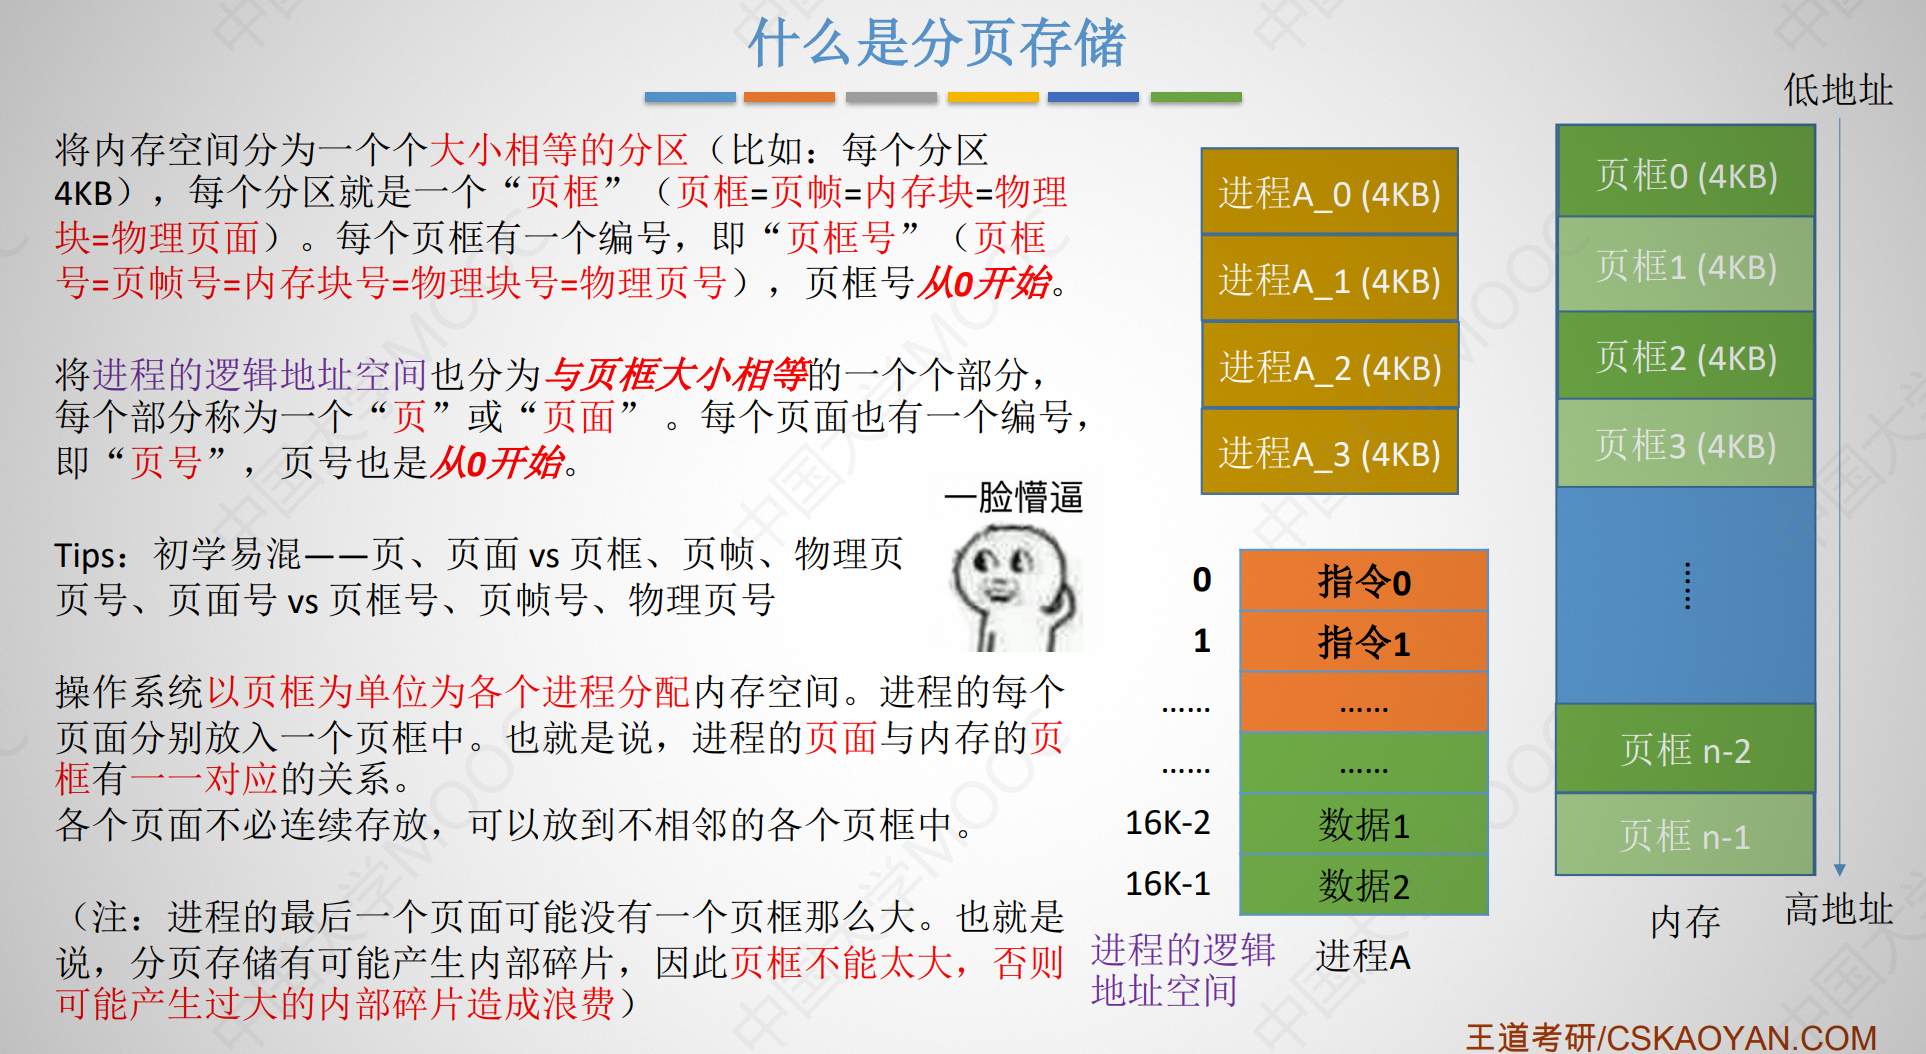 什么是分页存储
将内存空间分为一个个大小相等的分区（比如：每个分区
4KB），每个分区就是一个“页框”（页框=页帧=内存块=物理
块=物理页面）。每个页框有一个编号，即“页框号”（页框
号=页帧号=内存块号=物理块号=物理页号），页框号从0开始。
将进程的逻辑地址空间也分为与页框大小相等的一个个部分，
每个部分称为一个“页”或“页面” 。每个页面也有一个编号，
即“页号”，页号也是从0开始。
Tips：初学易混——页、页面 vs 页框、页帧、物理页
页号、页面号 vs 页框号、页帧号、物理页号
一脸懵逼
操作系统以页框为单位为各个进程分配内存空间。进程的每个
页面分别放入一个页框中。也就是说，进程的页面与内存的页
框有一一对应的关系。
各个页面不必连续存放，可以放到不相邻的各个页框中。
（注：进程的最后一个页面可能没有一个页框那么大。也就是
说，分页存储有可能产生内部碎片，因此页框不能太大，否则
可能产生过大的内部碎片造成浪费）
进程A_0 (4KB)
进程A_1 (4KB)
进程A_2 (4KB)
进程A_3 (4KB)
0 指令0
1 指令1
...... ......
...... ......
16K-2 数据1
16K-1 数据2
进程的逻辑
地址空间
进程A
低地址
页框0 (4KB)
页框1 (4KB)
页框2 (4KB)
页框3 (4KB)
......
页框 n-2
页框 n-1
内存
高地址
王道考研/CSKAOYAN.COM
中国大学MOOC